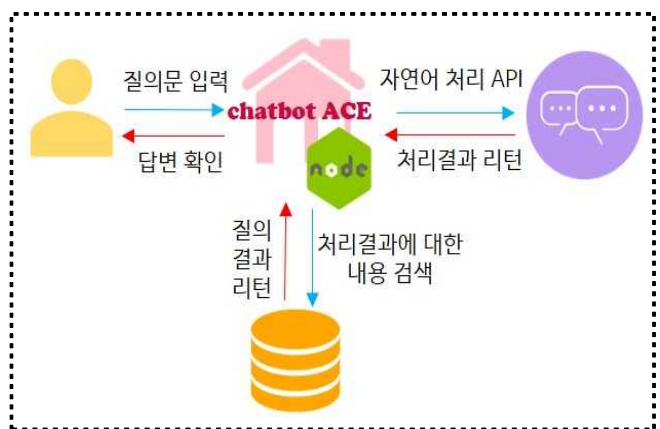 질의문 입력
자연어 처리 API
chatbot ACE
답변 확인
처리결과 리턴
node
질의
결과
리턴
처리결과에 대한
내용 검색